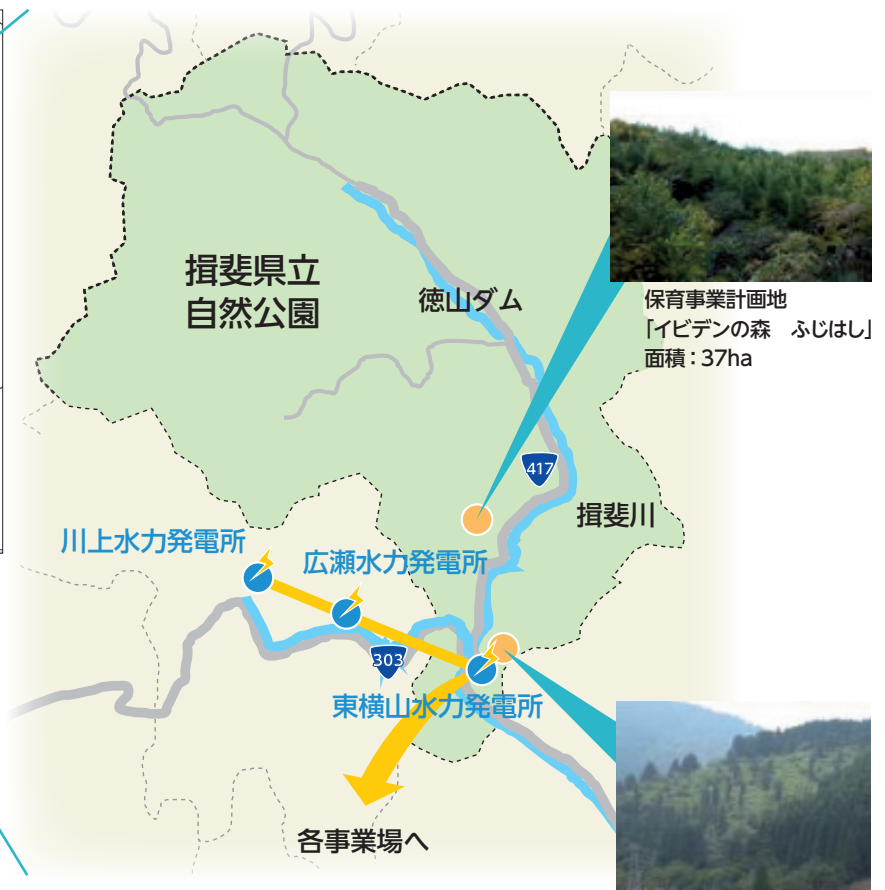 揖斐県立
自然公園
徳山ダム
保育事業計画地
「イビデンの森　ふじはし」
面積：37ha
417
揖斐川
川上水力発電所
広瀬水力発電所
303
東横山水力発電所
各事業場へ